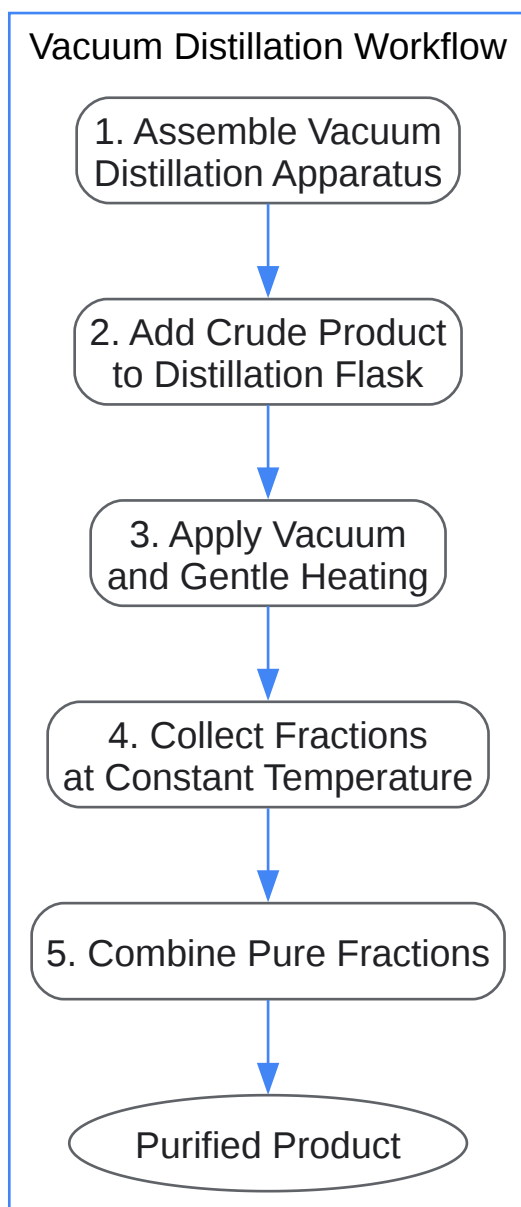 Vacuum Distillation Workflow
1. Assemble Vacuum
Distillation Apparatus
2. Add Crude Product
to Distillation Flask
3. Apply Vacuum
and Gentle Heating
4. Collect Fractions
at Constant Temperature
5. Combine Pure Fractions
Purified Product